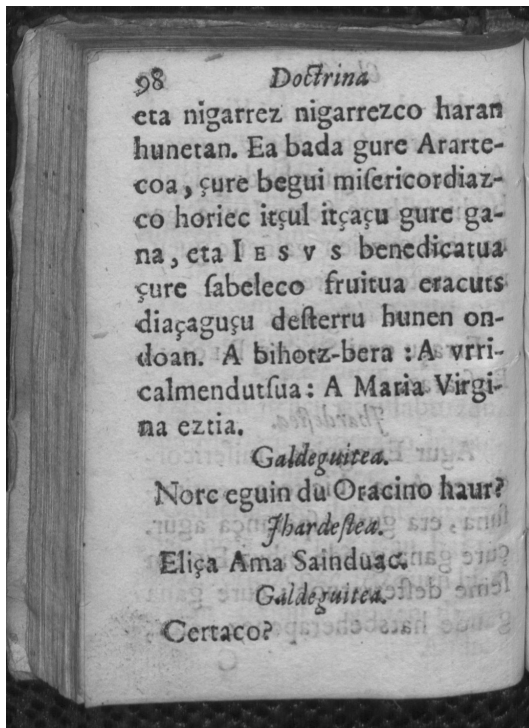 98 Doctrina
eta nigarrez nigarrezco haran
hunetan. Ea bada gure Ararte-
coa, çure begui miſericordiaz-
co horiec itçul itçaçu gure ga-
na, eta I E S V S benedicatua
çure ſabeleco fruitua eracuts
diaçaguçu deſterru hunen on-
doan. A bihotz-bera : A vrri-
calmendutſua : A Maria Virgi-
na eztia.
Galdeguitea.
Norc eguin du Oracino haur?
Jhardeſtea.
Eliça Ama Sainduac.
Galdeguitea.
Certaco?